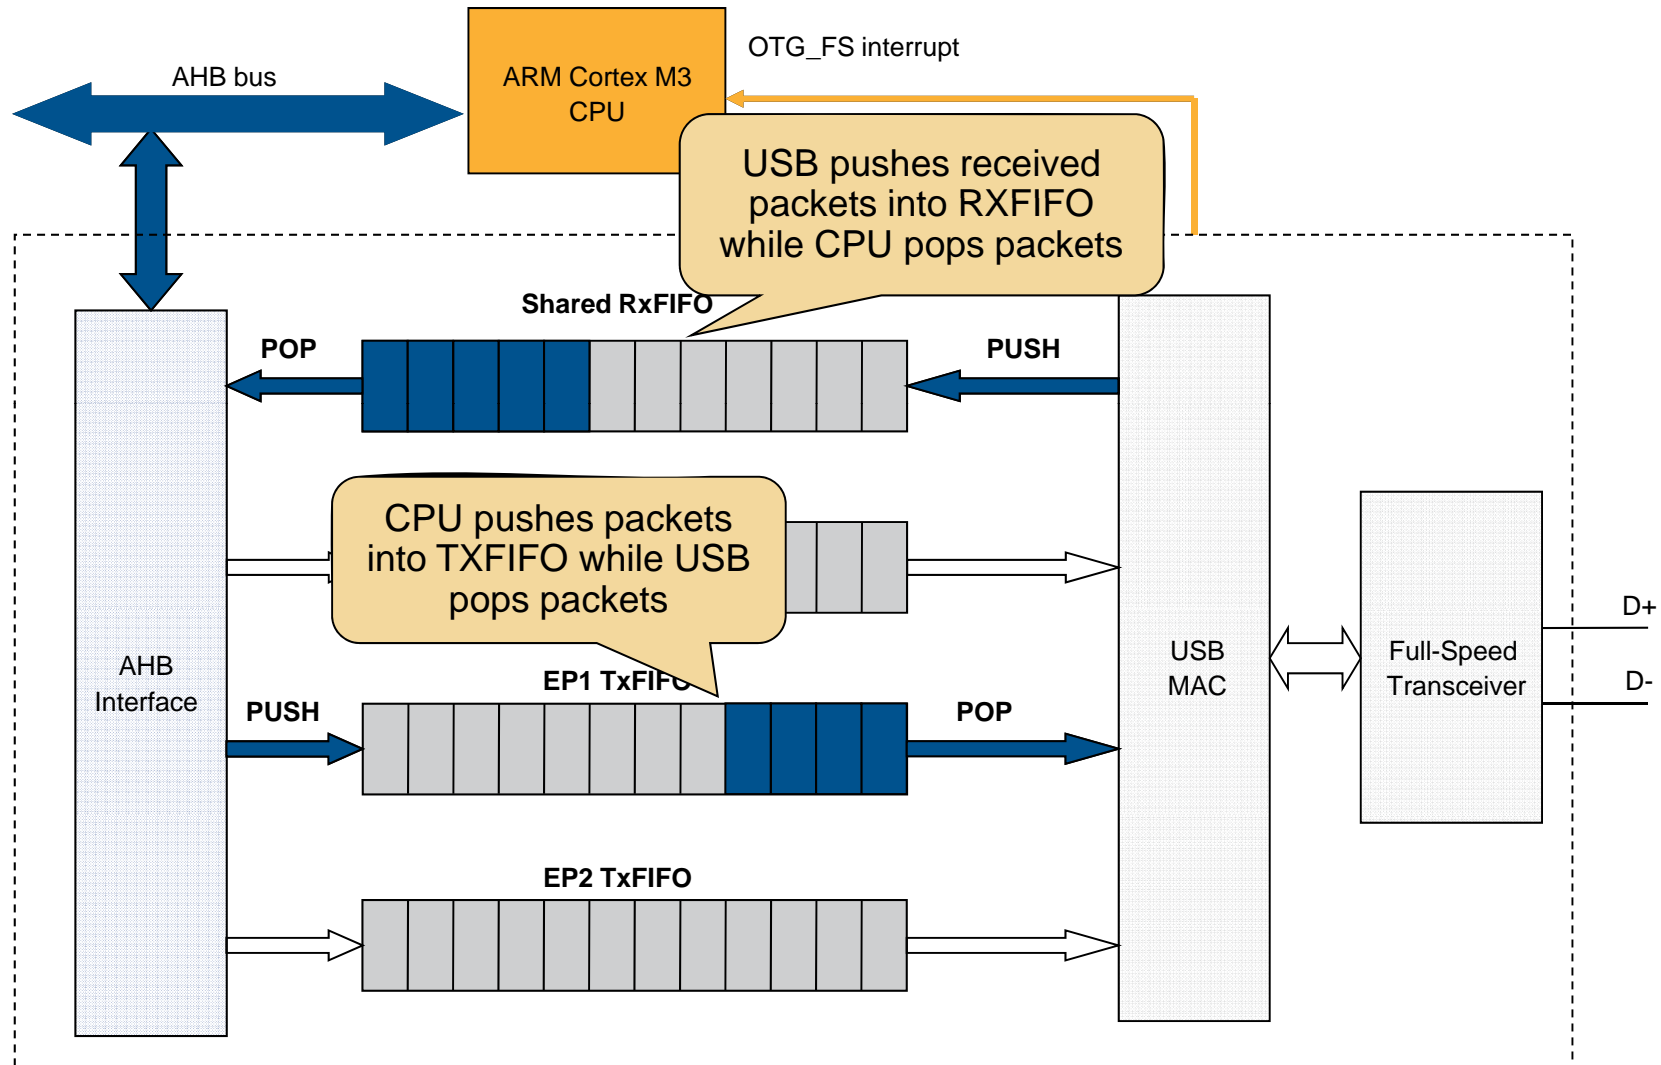 OTG_FS interrupt
AHB bus
ARM Cortex M3
CPU
USB pushes received
packets into RXFIFO
while CPU pops packets
Shared RxFIFO
POP
PUSH
CPU pushes packets
into TXFIFO while USB
pops packets
AHB
Interface
USB
MAC
Full-Speed
Transceiver
D+
D-
EP1 TxFIFO
PUSH
POP
EP2 TxFIFO